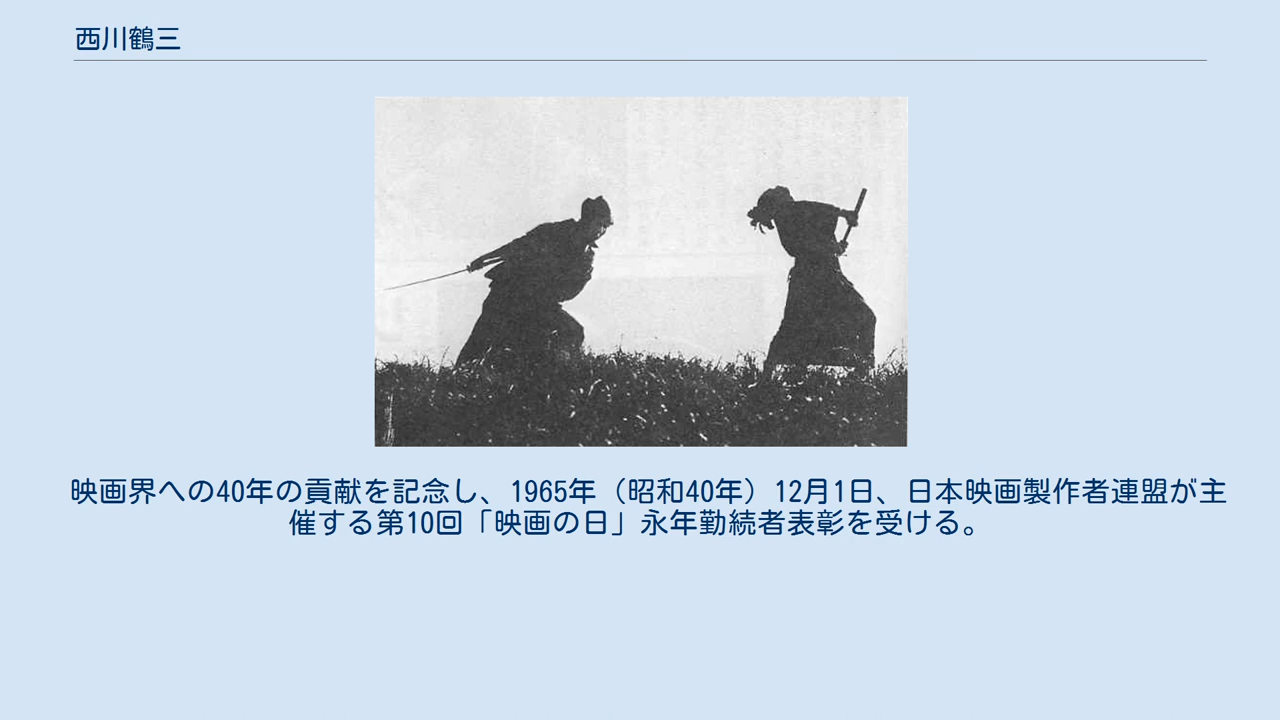 西川鶴三
映画界への40年の貢献を記念し、1965年（昭和40年）12月1日、日本映画製作者連盟が主
催する第10回「映画の日」永年勤続者表彰を受ける。